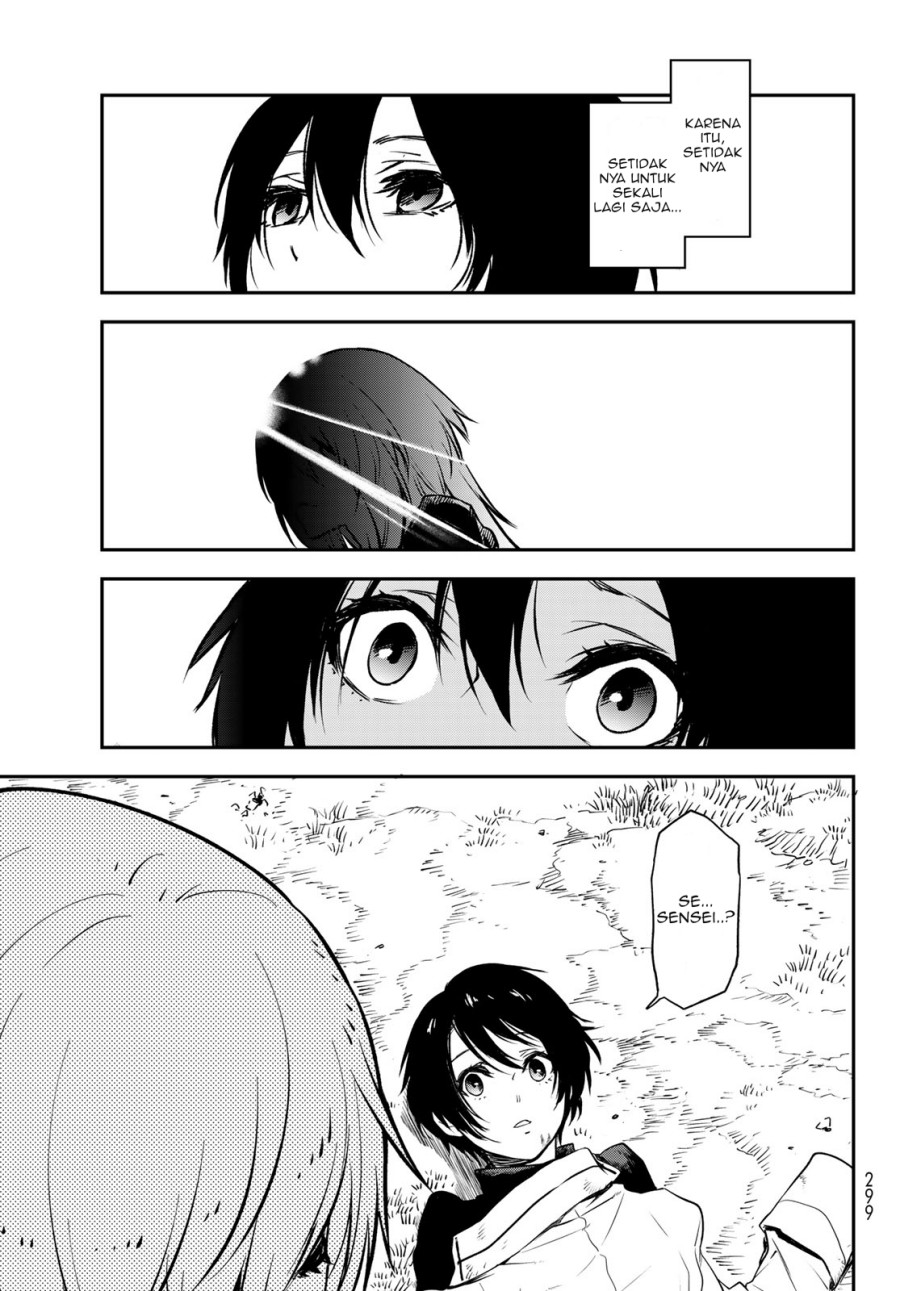 KARENA
ITU,
SETIDAK
NYA
SETIDAK
NYA UNTUK
SEKALI
LAGI SAJA...
SE...
SENSEI..?
299